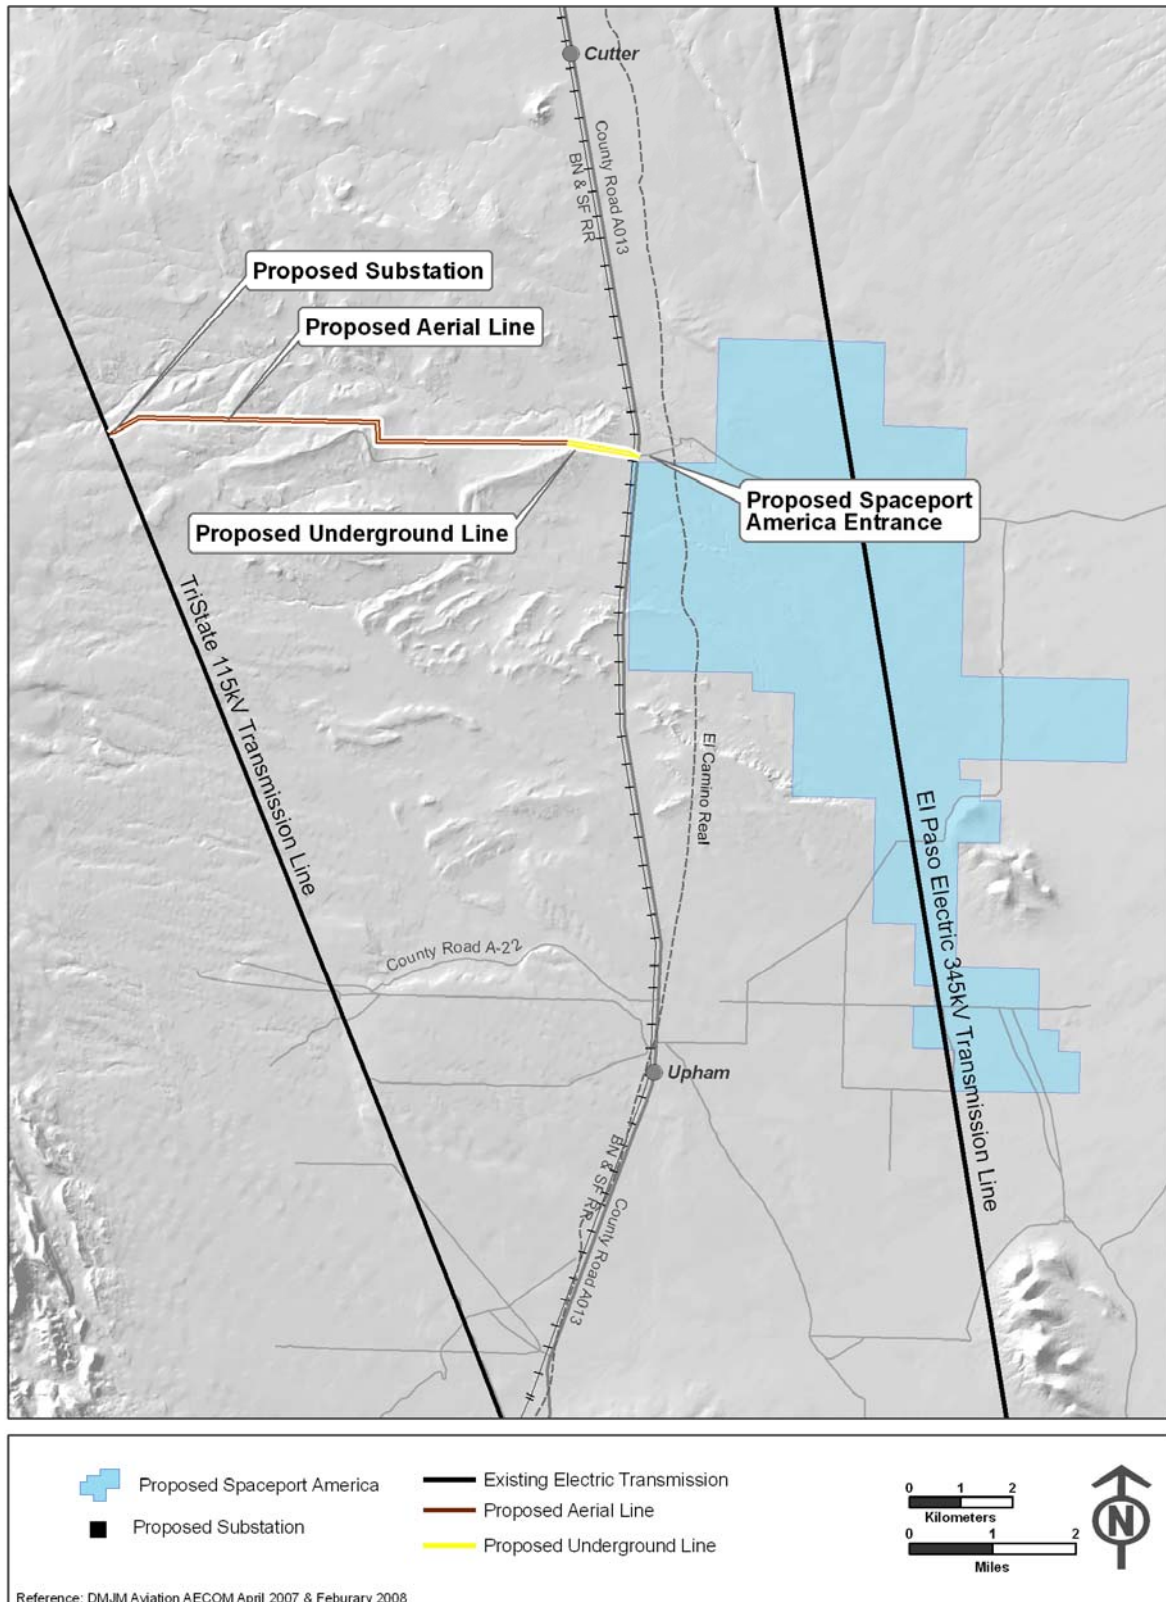 Cutter
County Road A013
BN & SF RR
Proposed Substation
Proposed Aerial Line
Proposed Spaceport
America Entrance
Proposed Underground Line
TriState 115kV Transmission Line
El Camino Real
El Paso Electric 345kV Transmission Line
County Road A-22
Upham
BN & SF RR
County Road A013
Proposed Spaceport America
Proposed Substation
Existing Electric Transmission
Proposed Aerial Line
Proposed Underground Line
0 1 2
Kilometers
0 1 2
Miles
N
Reference: DMJM Aviation AECOM April 2007 & Feburary 2008